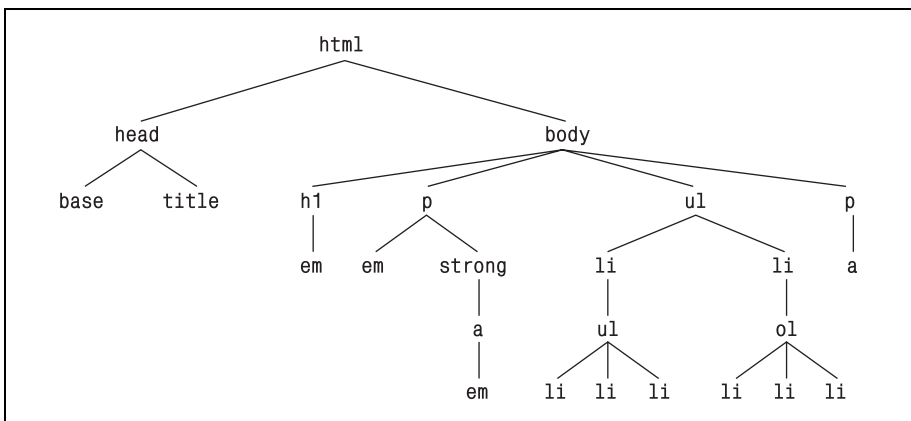 html
head body
base title h1 p ul p
em em strong li li a
a ul ol
em li li li li li li